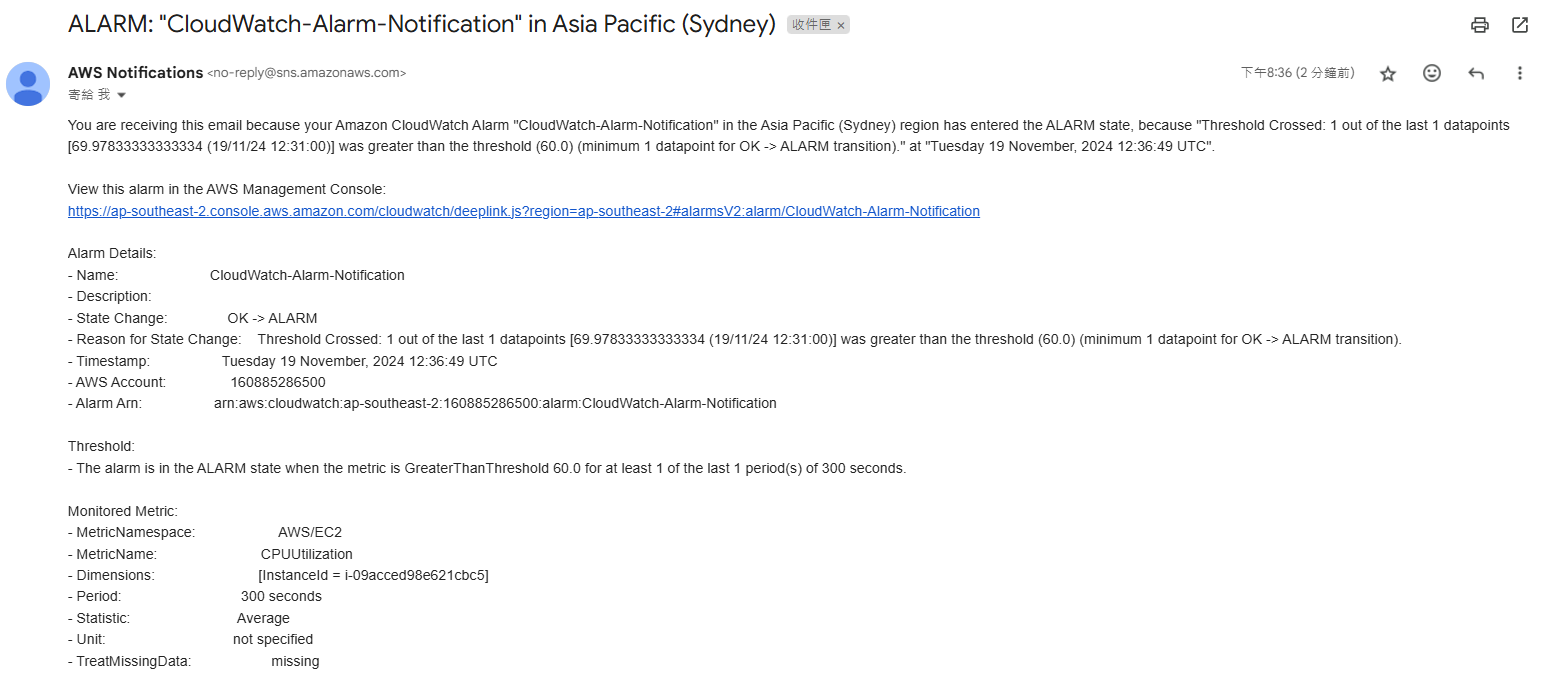 ALARM: "CloudWatch-Alarm-Notification" in Asia Pacific (Sydney) 收件匣 ×
AWS Notifications <no-reply@sns.amazonaws.com> 下午8:36 (2 分鐘前)
寄給 我
You are receiving this email because your Amazon CloudWatch Alarm "CloudWatch-Alarm-Notification" in the Asia Pacific (Sydney) region has entered the ALARM state, because "Threshold Crossed: 1 out of the last 1 datapoints
[69.97833333333334 (19/11/24 12:31:00)] was greater than the threshold (60.0) (minimum 1 datapoint for OK -> ALARM transition)." at "Tuesday 19 November, 2024 12:36:49 UTC".
View this alarm in the AWS Management Console:
https://ap-southeast-2.console.aws.amazon.com/cloudwatch/deeplink.js?region=ap-southeast-2#alarmsV2:alarm/CloudWatch-Alarm-Notification
Alarm Details:
- Name: CloudWatch-Alarm-Notification
- Description:
- State Change: OK -> ALARM
- Reason for State Change: Threshold Crossed: 1 out of the last 1 datapoints [69.97833333333334 (19/11/24 12:31:00)] was greater than the threshold (60.0) (minimum 1 datapoint for OK -> ALARM transition).
- Timestamp: Tuesday 19 November, 2024 12:36:49 UTC
- AWS Account: 160885286500
- Alarm Arn: arn:aws:cloudwatch:ap-southeast-2:160885286500:alarm:CloudWatch-Alarm-Notification
Threshold:
- The alarm is in the ALARM state when the metric is GreaterThanThreshold 60.0 for at least 1 of the last 1 period(s) of 300 seconds.
Monitored Metric:
- MetricNamespace: AWS/EC2
- MetricName: CPUUtilization
- Dimensions: [InstanceId = i-09acced98e621cbc5]
- Period: 300 seconds
- Statistic: Average
- Unit: not specified
- TreatMissingData: missing